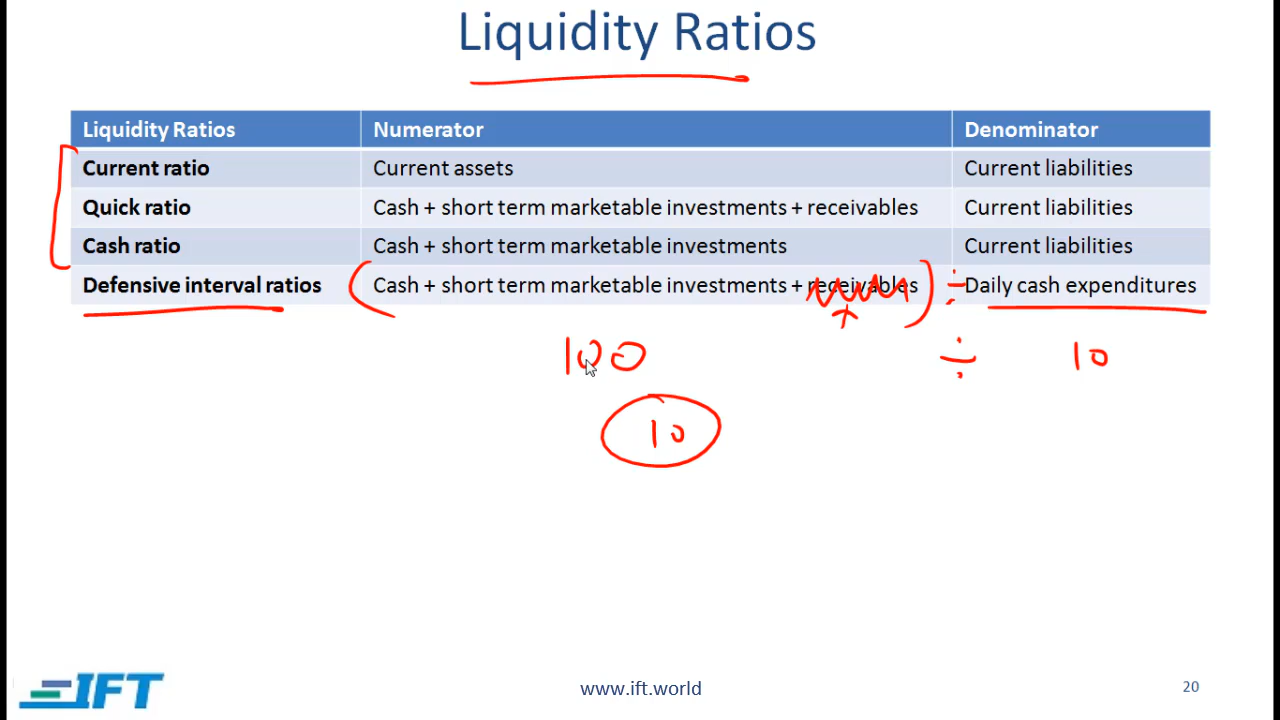 Liquidity Ratios
Liquidity Ratios Numerator Denominator
Current ratio Current assets Current liabilities
Quick ratio Cash + short term marketable investments + receivables Current liabilities
Cash ratio Cash + short term marketable investments Current liabilities
Defensive interval ratios (Cash + short term marketable investments + receivables) ÷ Daily cash expenditures
100 ÷ 10
10
IFT www.ift.world 20